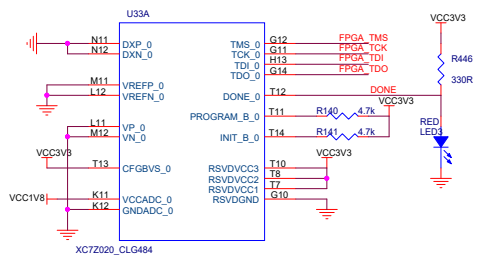 U33A
VCC3V3
N11 DXP_0 TMS_0 G12 FPGA_TMS
N12 DXN_0 TCK_0 G11 FPGA_TCK
TDI_0 H13 FPGA_TDI
TDO_0 G14 FPGA_TDO
R446
330R
M11 VREFP_0
L12 VREFN_0
DONE_0 T12 DONE
VCC3V3
PROGRAM_B_0 T11 R140 4.7k
L11 VP_0
M12 VN_0
INIT_B_0 T14 R141 4.7k
RED
LED3
VCC3V3
T13 CFGBVS_0
VCC3V3
RSVDVCC3 T10
RSVDVCC2 T8
RSVDVCC1 T7
RSVDGND G10
VCC1V8 K11 VCCADC_0
K12 GNDADC_0
XC7Z020_CLG484